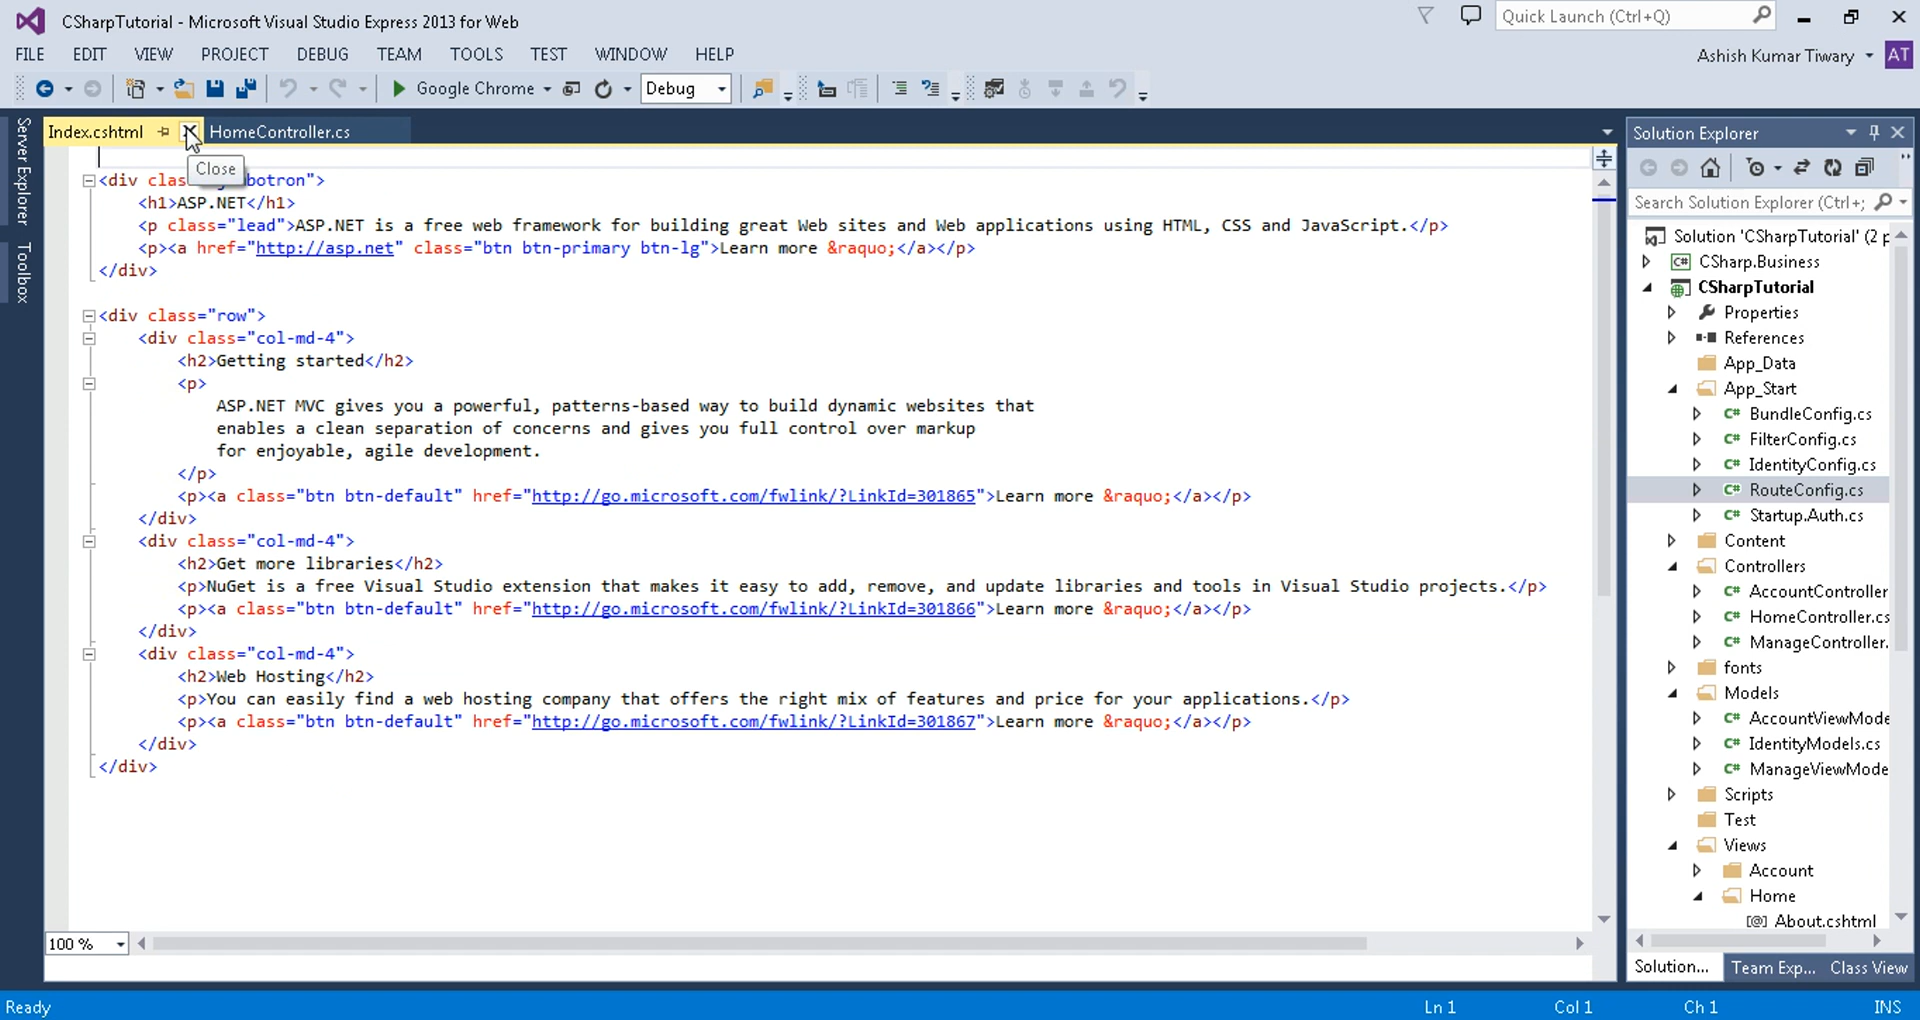 CSharpTutorial - Microsoft Visual Studio Express 2013 for Web
Quick Launch (Ctrl+Q)
FILE EDIT VIEW PROJECT DEBUG TEAM TOOLS TEST WINDOW HELP
Ashish Kumar Tiwary AT
Google Chrome Debug
Server Explorer
Toolbox
Index.cshtml HomeController.cs
Close
<div clas botron">
<h1>ASP.NET</h1>
<p class="lead">ASP.NET is a free web framework for building great Web sites and Web applications using HTML, CSS and JavaScript.</p>
<p><a href="http://asp.net" class="btn btn-primary btn-lg">Learn more &raquo;</a></p>
</div>
<div class="row">
<div class="col-md-4">
<h2>Getting started</h2>
<p>
ASP.NET MVC gives you a powerful, patterns-based way to build dynamic websites that
enables a clean separation of concerns and gives you full control over markup
for enjoyable, agile development.
</p>
<p><a class="btn btn-default" href="http://go.microsoft.com/fwlink/?LinkId=301865">Learn more &raquo;</a></p>
</div>
<div class="col-md-4">
<h2>Get more libraries</h2>
<p>NuGet is a free Visual Studio extension that makes it easy to add, remove, and update libraries and tools in Visual Studio projects.</p>
<p><a class="btn btn-default" href="http://go.microsoft.com/fwlink/?LinkId=301866">Learn more &raquo;</a></p>
</div>
<div class="col-md-4">
<h2>Web Hosting</h2>
<p>You can easily find a web hosting company that offers the right mix of features and price for your applications.</p>
<p><a class="btn btn-default" href="http://go.microsoft.com/fwlink/?LinkId=301867">Learn more &raquo;</a></p>
</div>
</div>
100 %
Solution Explorer
Search Solution Explorer (Ctrl+;
Solution 'CSharpTutorial' (2 p
C# CSharp.Business
CSharpTutorial
Properties
References
App_Data
App_Start
C# BundleConfig.cs
C# FilterConfig.cs
C# IdentityConfig.cs
C# RouteConfig.cs
C# Startup.Auth.cs
Content
Controllers
C# AccountController
C# HomeController.cs
C# ManageController.
fonts
Models
C# AccountViewMode
C# IdentityModels.cs
C# ManageViewMode
Scripts
Test
Views
Account
Home
[@] About.cshtml
Solution... Team Exp... Class View
Ready Ln 1 Col 1 Ch 1 INS